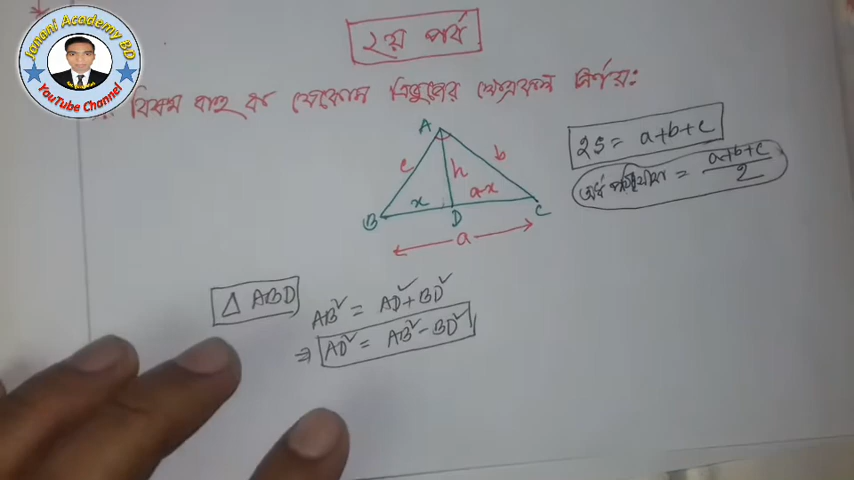 Jonani Academy BD
YouTube Channel
২য় পর্ব
বিষম বাহু বা যেকোন ত্রিভুজের ক্ষেত্রফল নির্ণয়:
A
c
b
h
x
a-x
B
D
C
a
2S = a+b+c
অর্ধ পরিসীমা = a+b+c / 2
△ ABD
AB² = AD²+BD²
⇒ AD² = AB²-BD²